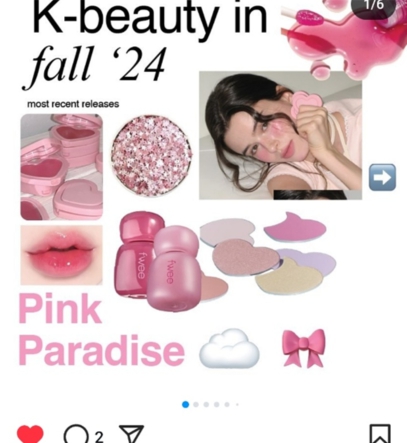 1/6
K-beauty in
fall ‘24
most recent releases
fwee
fwee
Pink
Paradise
2